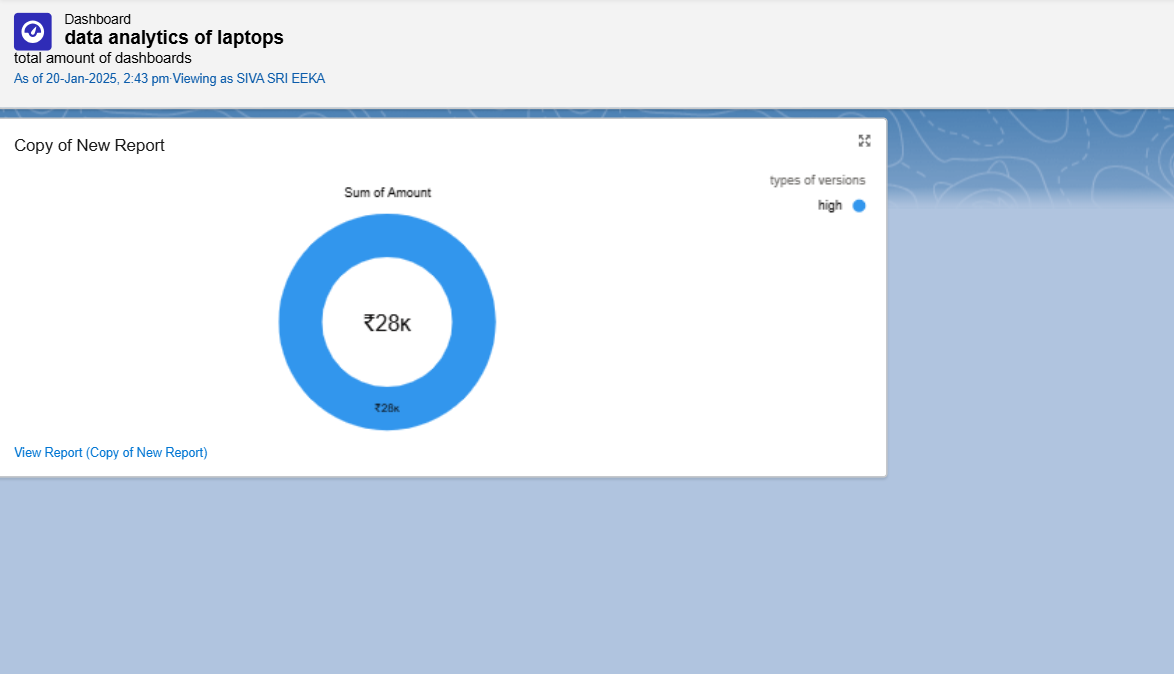 Dashboard
data analytics of laptops
total amount of dashboards
As of 20-Jan-2025, 2:43 pm·Viewing as SIVA SRI EEKA
Copy of New Report
types of versions
high
Sum of Amount
₹28K
₹28K
View Report (Copy of New Report)